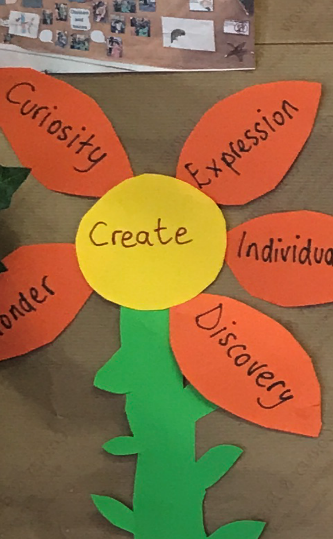 Curiosity
Expression
Create
Individua
onder
Discovery